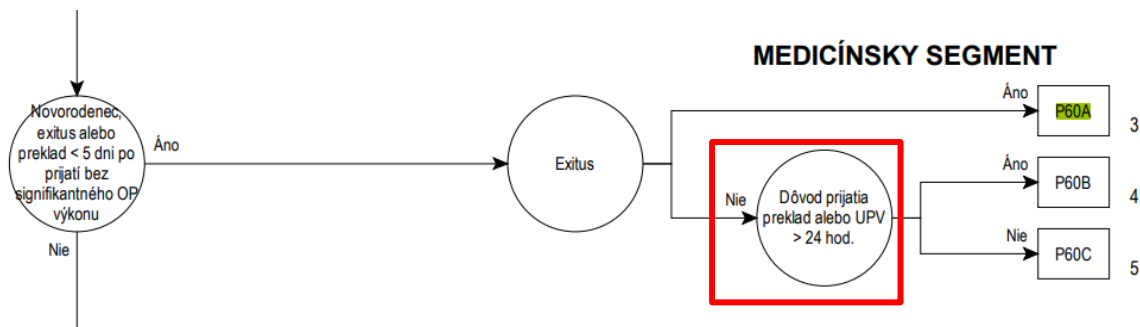 MEDICÍNSKY SEGMENT
Novorodenec,
exitus alebo
preklad < 5 dni po
prijatí bez
signifikantného OP
výkonu
Áno
Nie
Exitus
Áno
P60A
3
Nie
Dôvod prijatia
preklad alebo UPV
> 24 hod.
Áno
P60B
4
Nie
P60C
5